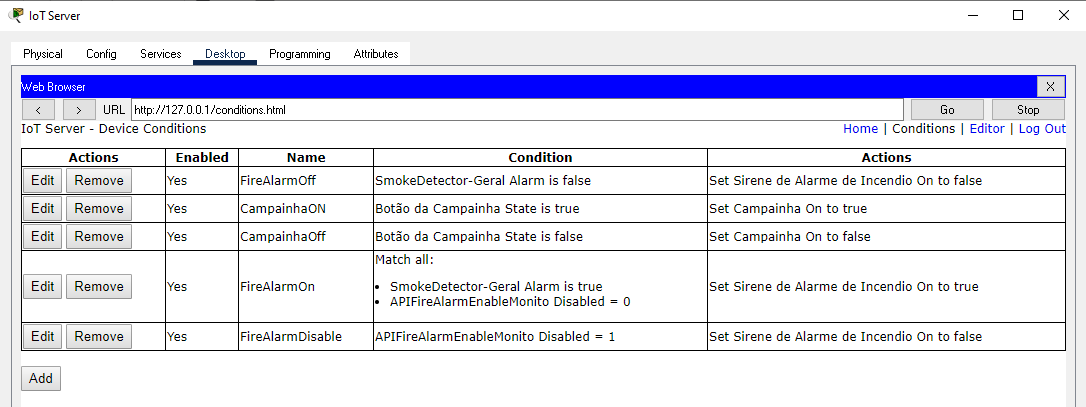 IoT Server
Physical Config Services Desktop Programming Attributes
Web Browser X
< > URL http://127.0.0.1/conditions.html Go Stop
IoT Server - Device Conditions Home | Conditions | Editor | Log Out
Actions Enabled Name Condition Actions
Edit Remove Yes FireAlarmOff SmokeDetector-Geral Alarm is false Set Sirene de Alarme de Incendio On to false
Edit Remove Yes CampainhaON Botão da Campainha State is true Set Campainha On to true
Edit Remove Yes CampainhaOff Botão da Campainha State is false Set Campainha On to false
Match all:
• SmokeDetector-Geral Alarm is true
Edit Remove Yes FireAlarmOn Set Sirene de Alarme de Incendio On to true
• APIFireAlarmEnableMonito Disabled = 0
Edit Remove Yes FireAlarmDisable APIFireAlarmEnableMonito Disabled = 1 Set Sirene de Alarme de Incendio On to false
Add